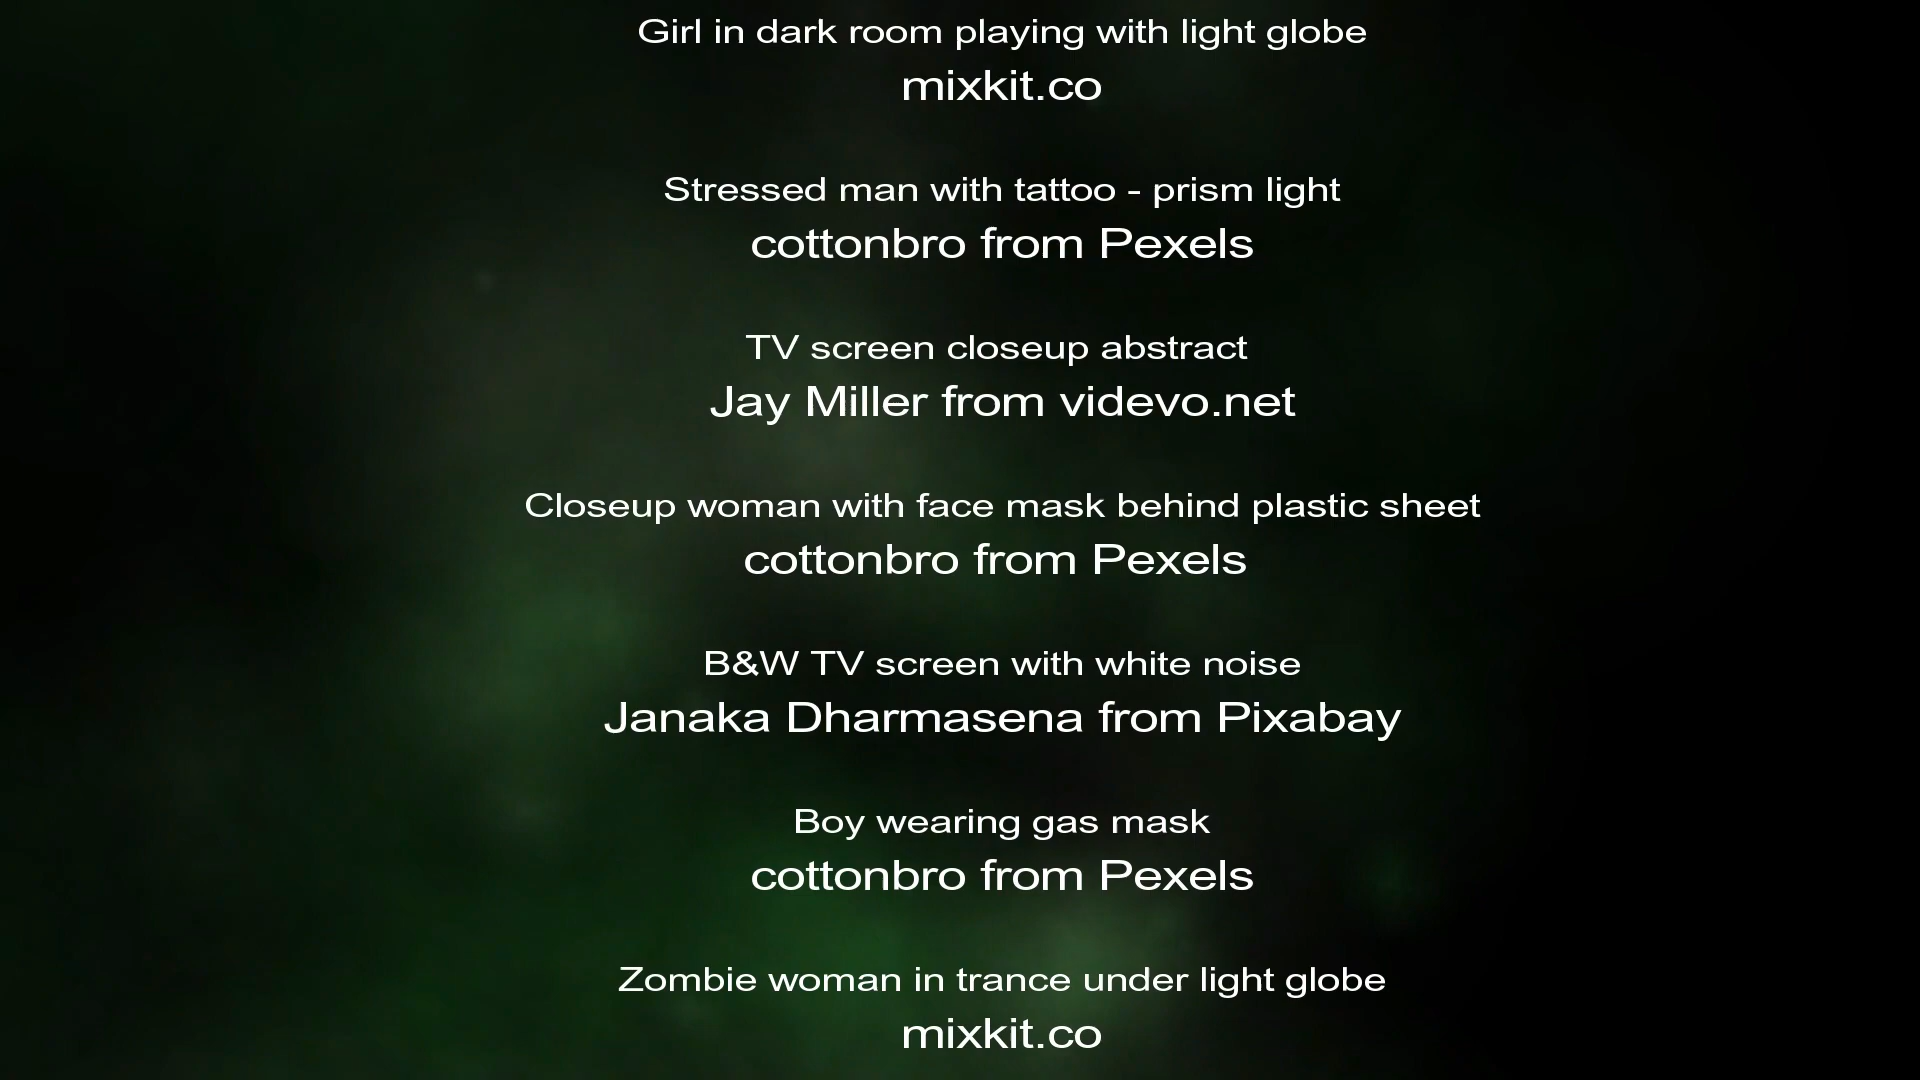 Girl in dark room playing with light globe
mixkit.co
Stressed man with tattoo - prism light
cottonbro from Pexels
TV screen closeup abstract
Jay Miller from videvo.net
Closeup woman with face mask behind plastic sheet
cottonbro from Pexels
B&W TV screen with white noise
Janaka Dharmasena from Pixabay
Boy wearing gas mask
cottonbro from Pexels
Zombie woman in trance under light globe
mixkit.co